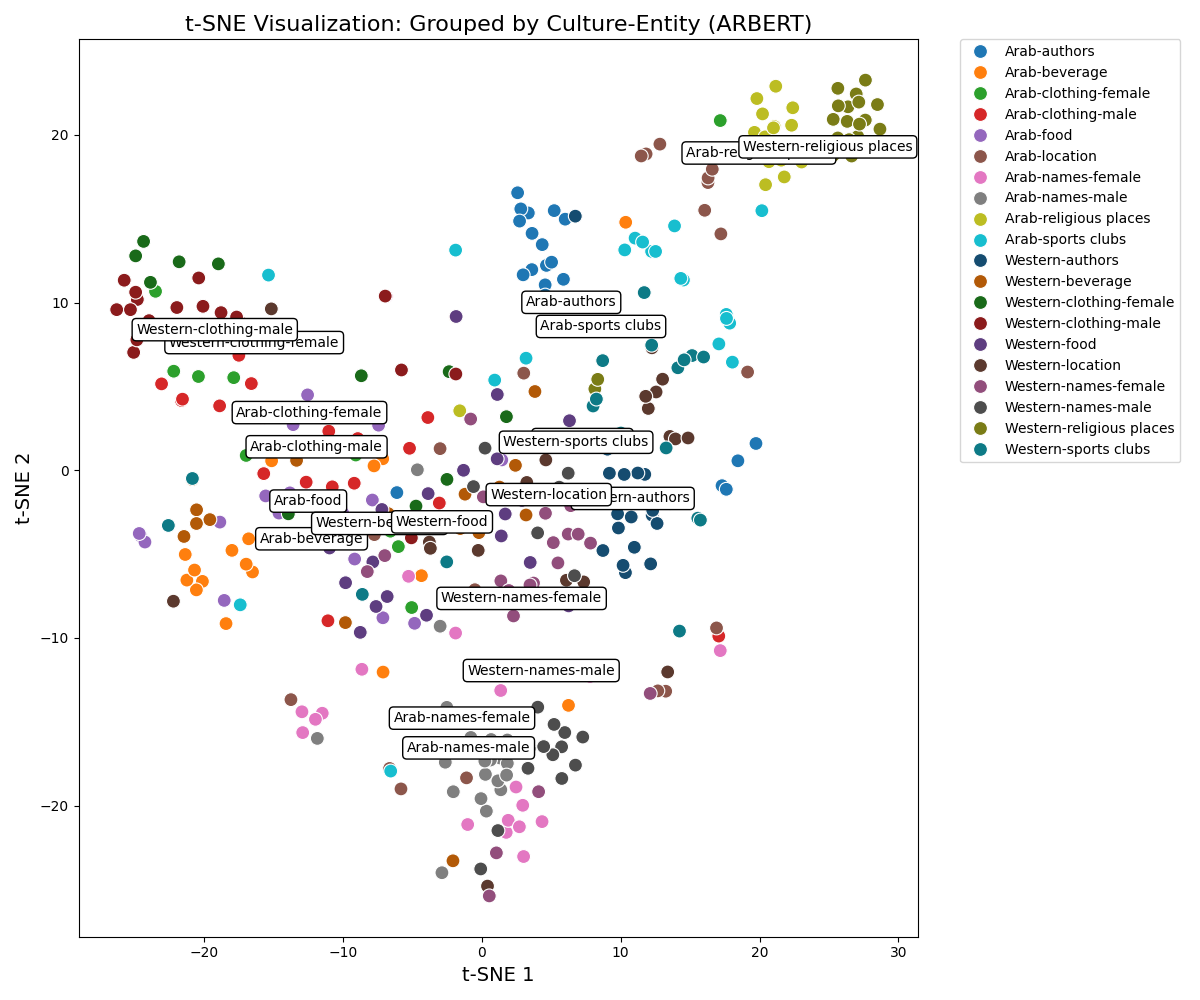 t-SNE Visualization: Grouped by Culture-Entity (ARBERT)
t-SNE 2
20
10
0
−10
−20
−20
−10
0
10
20
30
t-SNE 1
Western-religious places
Arab-re
Arab-authors
Arab-sports clubs
Western-clothing-male
Western-clothing-female
Arab-clothing-female
Arab-clothing-male
Western-sports clubs
Arab-food
Western-location
ern-authors
Western-be
Western-food
Arab-beverage
Western-names-female
Western-names-male
Arab-names-female
Arab-names-male
Arab-authors
Arab-beverage
Arab-clothing-female
Arab-clothing-male
Arab-food
Arab-location
Arab-names-female
Arab-names-male
Arab-religious places
Arab-sports clubs
Western-authors
Western-beverage
Western-clothing-female
Western-clothing-male
Western-food
Western-location
Western-names-female
Western-names-male
Western-religious places
Western-sports clubs